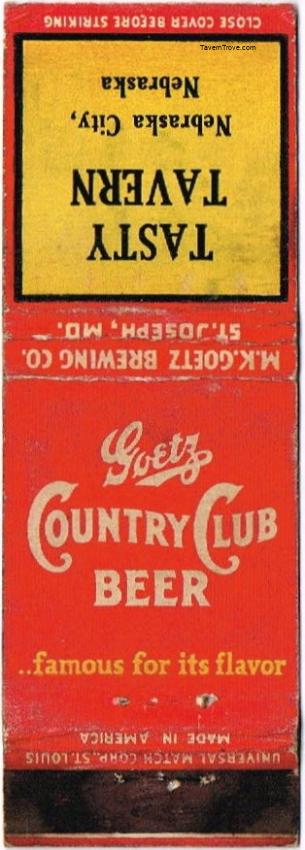 CLOSE COVER BEFORE STRIKING
TavernTrove.com
TASTY
TAVERN
Nebraska City,
Nebraska
M.K.GOETZ BREWING CO.
ST.JOSEPH, MO.
Goetz
COUNTRY CLUB
BEER
..famous for its flavor
MADE IN AMERICA
UNIVERSAL MATCH CORP. ST. LOUIS